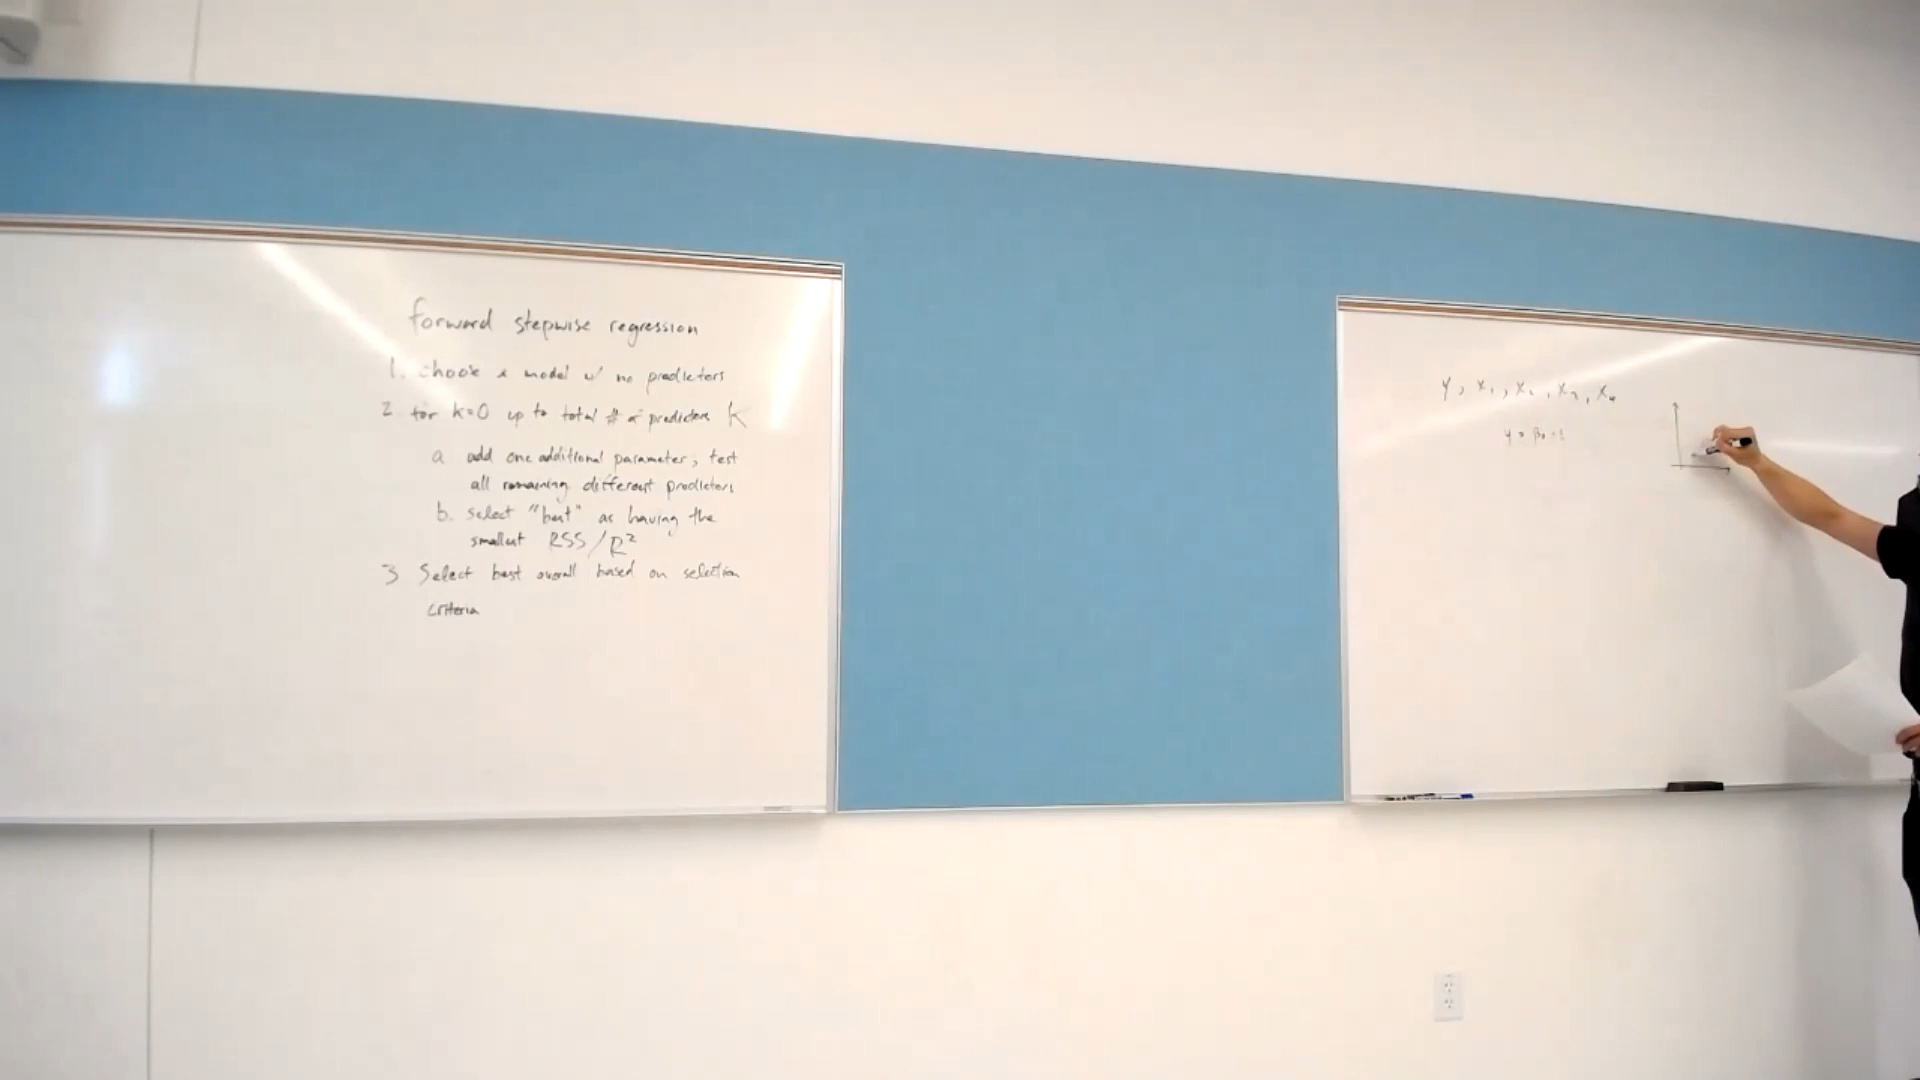 forward stepwise regression
1. choose a model w/ no predictors
2. for k=0 up to total # of predictors K
a add one additional parameter, test
all remaining different predictors
b. select "best" as having the
smallest RSS/R²
3 Select best overall based on selection
criteria
y, x₁, x₂, x₃, x₄
y = β₀ + ε